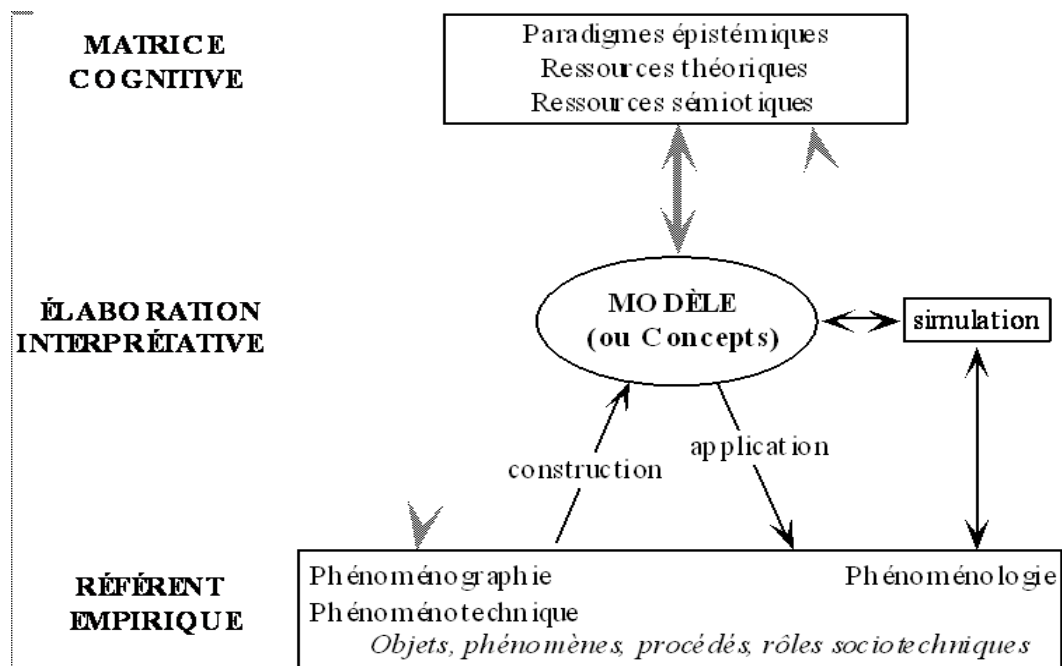 MATRICE
COGNITIVE
Paradigmes épistémiques
Ressources théoriques
Ressources sémiotiques
ÉLABORATION
INTERPRÉTATIVE
MODÈLE
(ou Concepts)
simulation
construction
application
RÉFÉRENT
EMPIRIQUE
Phénoménographie
Phénoménologie
Phénoménotechnique
Objets, phénomènes, procédés, rôles sociotechniques